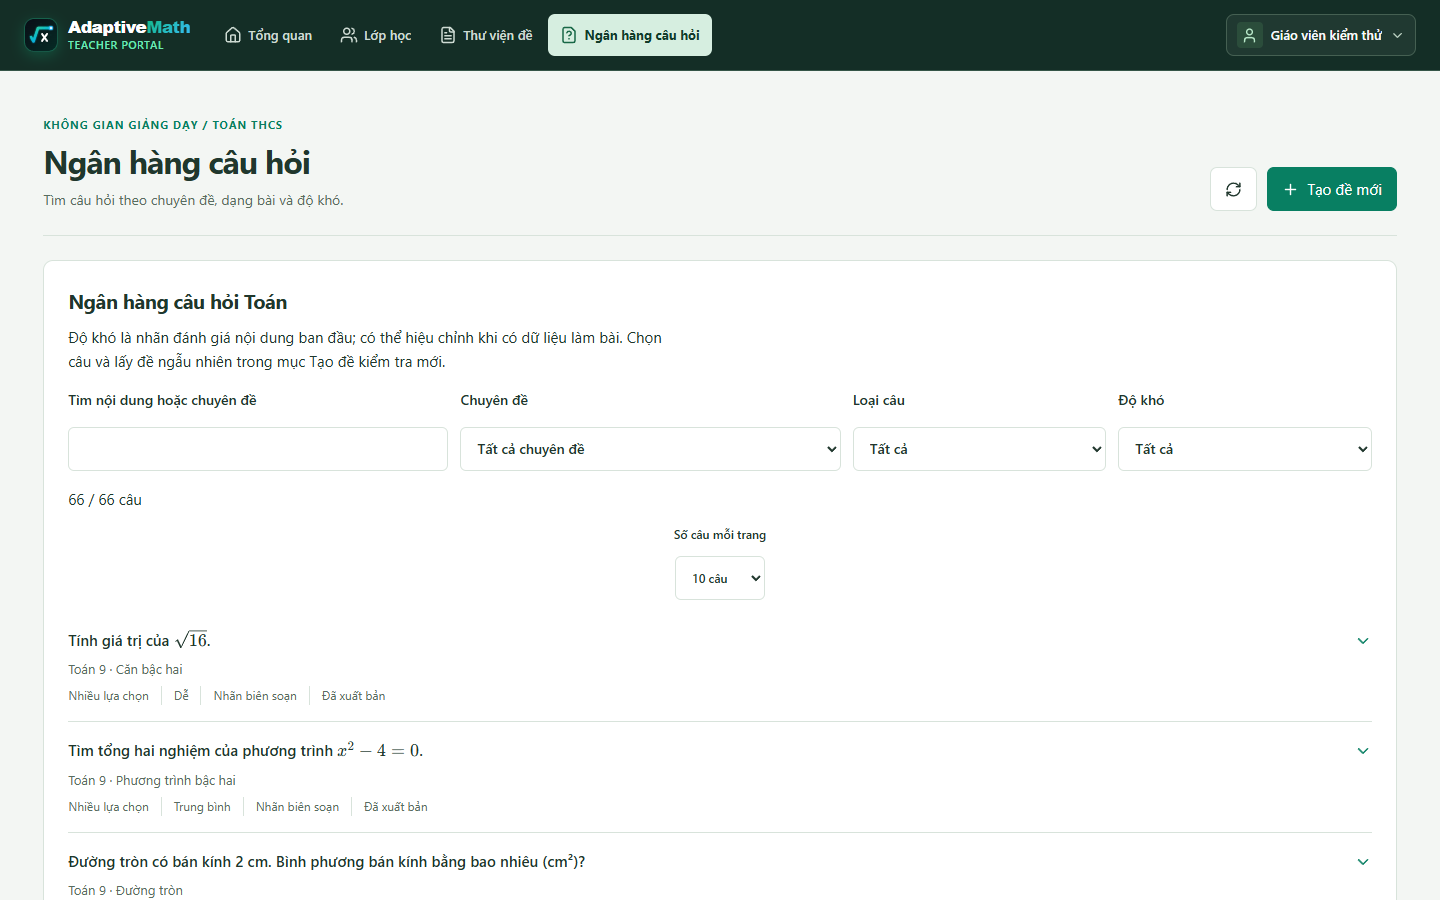 AdaptiveMath
TEACHER PORTAL
Tổng quan
Lớp học
Thư viện đề
Ngân hàng câu hỏi
Giáo viên kiểm thử
KHÔNG GIAN GIẢNG DẠY / TOÁN THCS
Ngân hàng câu hỏi
Tìm câu hỏi theo chuyên đề, dạng bài và độ khó.
Tạo đề mới
Ngân hàng câu hỏi Toán
Độ khó là nhãn đánh giá nội dung ban đầu; có thể hiệu chỉnh khi có dữ liệu làm bài. Chọn
câu và lấy đề ngẫu nhiên trong mục Tạo đề kiểm tra mới.
Tìm nội dung hoặc chuyên đề
Chuyên đề
Loại câu
Độ khó
Tất cả chuyên đề
Tất cả
Tất cả
66 / 66 câu
Số câu mỗi trang
10 câu
Tính giá trị của √16.
Toán 9 · Căn bậc hai
Nhiều lựa chọn
Dễ
Nhãn biên soạn
Đã xuất bản
Tìm tổng hai nghiệm của phương trình x² − 4 = 0.
Toán 9 · Phương trình bậc hai
Nhiều lựa chọn
Trung bình
Nhãn biên soạn
Đã xuất bản
Đường tròn có bán kính 2 cm. Bình phương bán kính bằng bao nhiêu (cm²)?
Toán 9 · Đường tròn